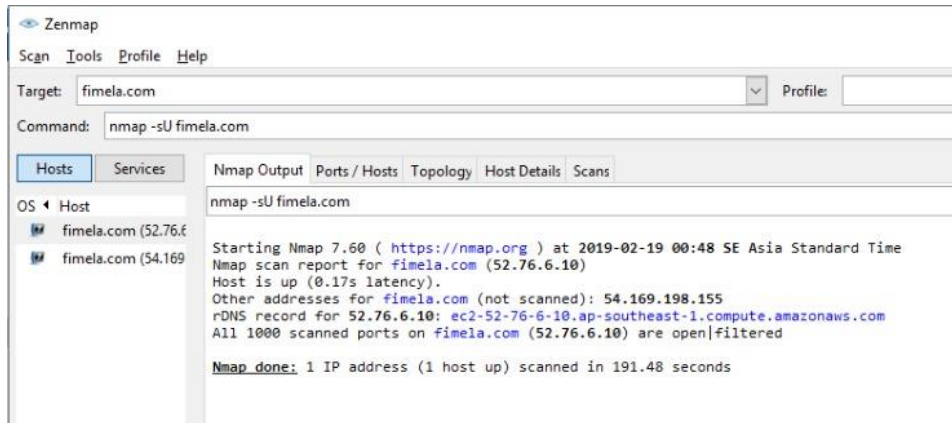 Zenmap
Scan Tools Profile Help
Target: fimela.com Profile:
Command: nmap -sU fimela.com
Hosts Services
Nmap Output Ports / Hosts Topology Host Details Scans
OS Host
nmap -sU fimela.com
fimela.com (52.76.6
fimela.com (54.169
Starting Nmap 7.60 ( https://nmap.org ) at 2019-02-19 00:48 SE Asia Standard Time
Nmap scan report for fimela.com (52.76.6.10)
Host is up (0.17s latency).
Other addresses for fimela.com (not scanned): 54.169.198.155
rDNS record for 52.76.6.10: ec2-52-76-6-10.ap-southeast-1.compute.amazonaws.com
All 1000 scanned ports on fimela.com (52.76.6.10) are open|filtered
Nmap done: 1 IP address (1 host up) scanned in 191.48 seconds